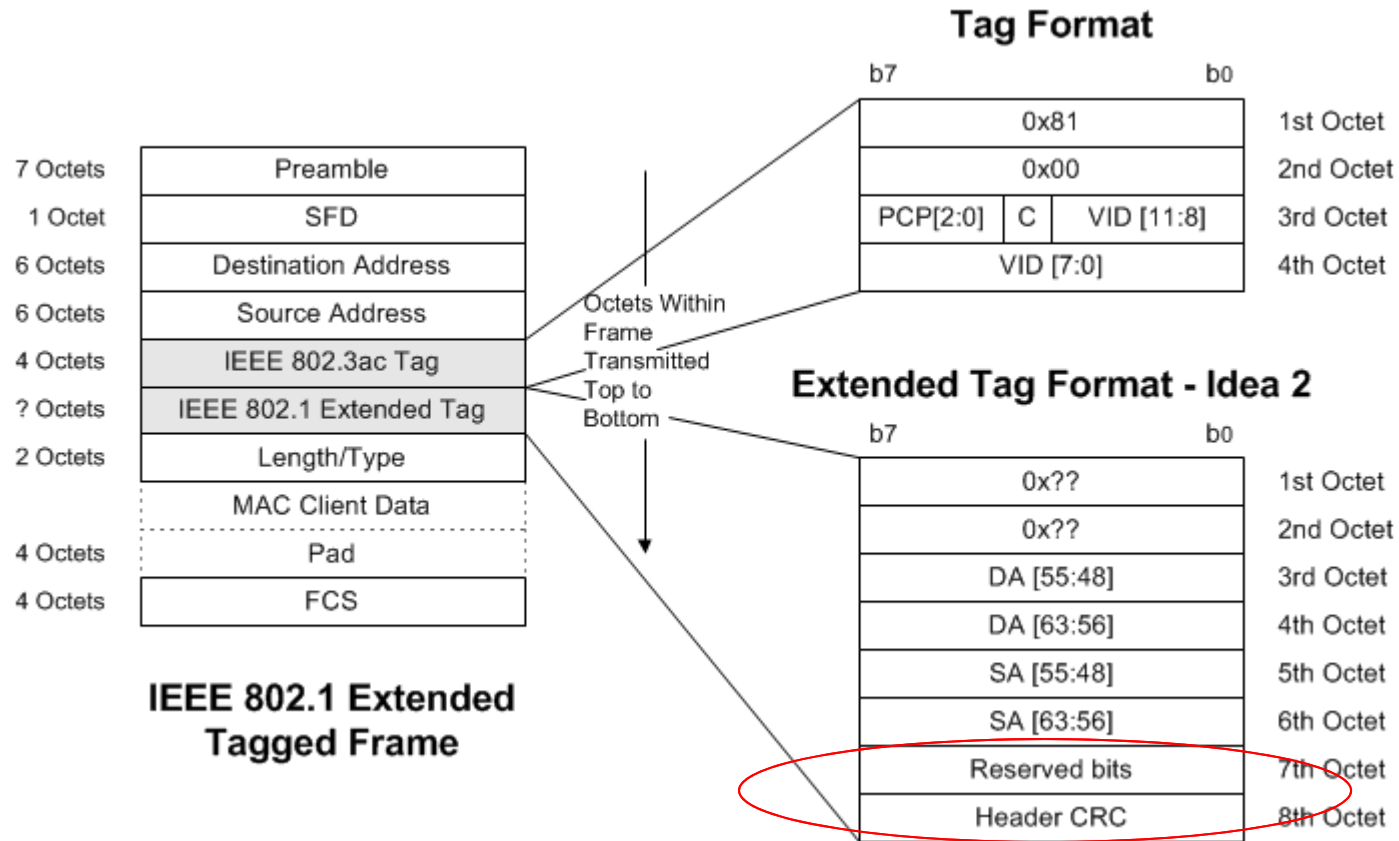 Tag Format
b7 b0
0x81 1st Octet
0x00 2nd Octet
PCP[2:0] C VID [11:8] 3rd Octet
VID [7:0] 4th Octet
7 Octets Preamble
1 Octet SFD
6 Octets Destination Address
6 Octets Source Address
4 Octets IEEE 802.3ac Tag
? Octets IEEE 802.1 Extended Tag
2 Octets Length/Type
MAC Client Data
4 Octets Pad
4 Octets FCS
IEEE 802.1 Extended
Tagged Frame
Octets Within
Frame
Transmitted
Top to
Bottom
Extended Tag Format - Idea 2
b7 b0
0x?? 1st Octet
0x?? 2nd Octet
DA [55:48] 3rd Octet
DA [63:56] 4th Octet
SA [55:48] 5th Octet
SA [63:56] 6th Octet
Reserved bits 7th Octet
Header CRC 8th Octet